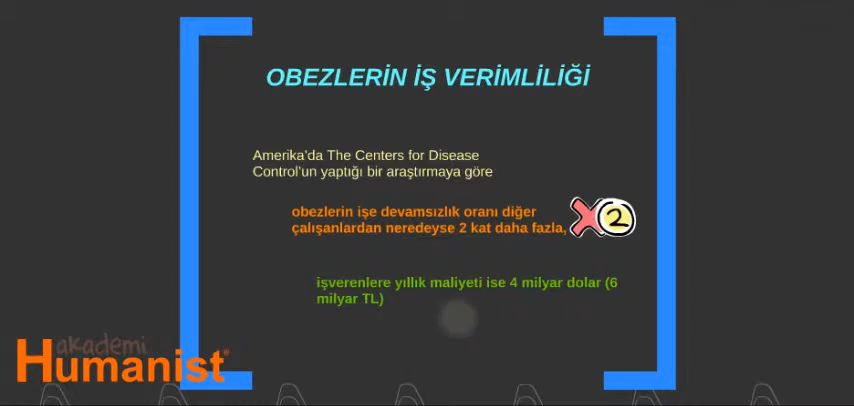 OBEZLERİN İŞ VERİMLİLİĞİ
Amerika'da The Centers for Disease
Control'un yaptığı bir araştırmaya göre
obezlerin işe devamsızlık oranı diğer
çalışanlardan neredeyse 2 kat daha fazla,
X2
işverenlere yıllık maliyeti ise 4 milyar dolar (6
milyar TL)
akademi
Humanist®